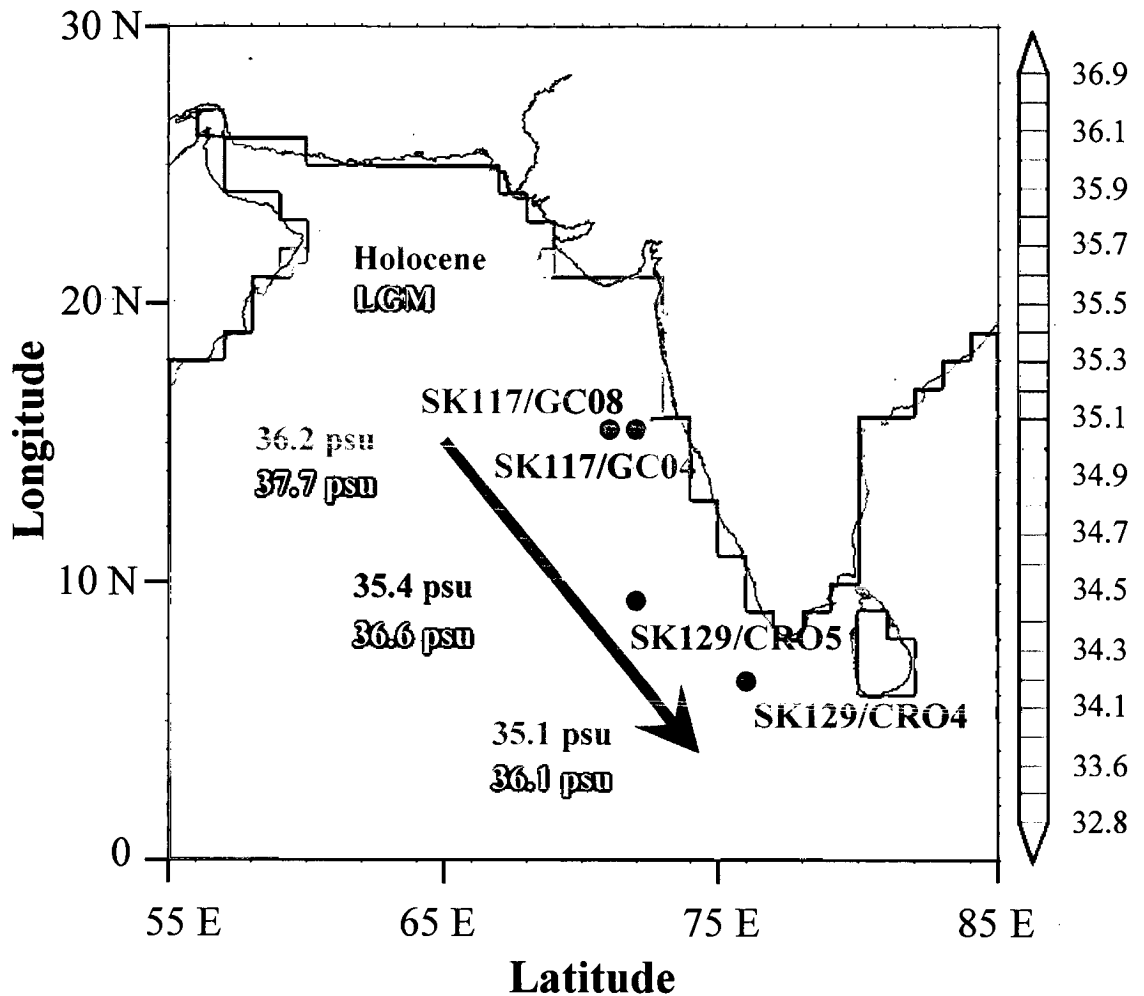 30 N
20 N
10 N
0
Longitude
Holocene
LGM
SK117/GC08
SK117/GC04
36.2 psu
37.7 psu
35.4 psu
36.6 psu
SK129/CRO5
SK129/CRO4
35.1 psu
36.1 psu
55 E
65 E
75 E
85 E
Latitude
36.9
36.1
35.9
35.7
35.5
35.3
35.1
34.9
34.7
34.5
34.3
34.1
33.6
32.8